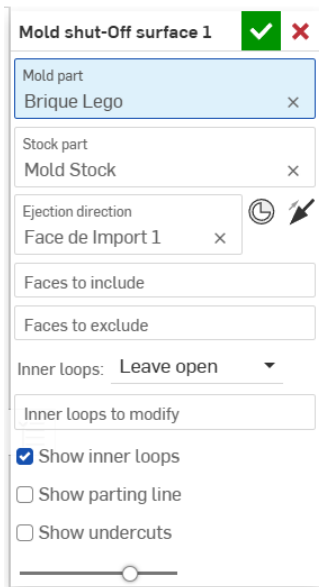 Mold shut-Off surface 1
Mold part
Brique Lego
Stock part
Mold Stock
Ejection direction
Face de Import 1
Faces to include
Faces to exclude
Inner loops: Leave open
Inner loops to modify
Show inner loops
Show parting line
Show undercuts